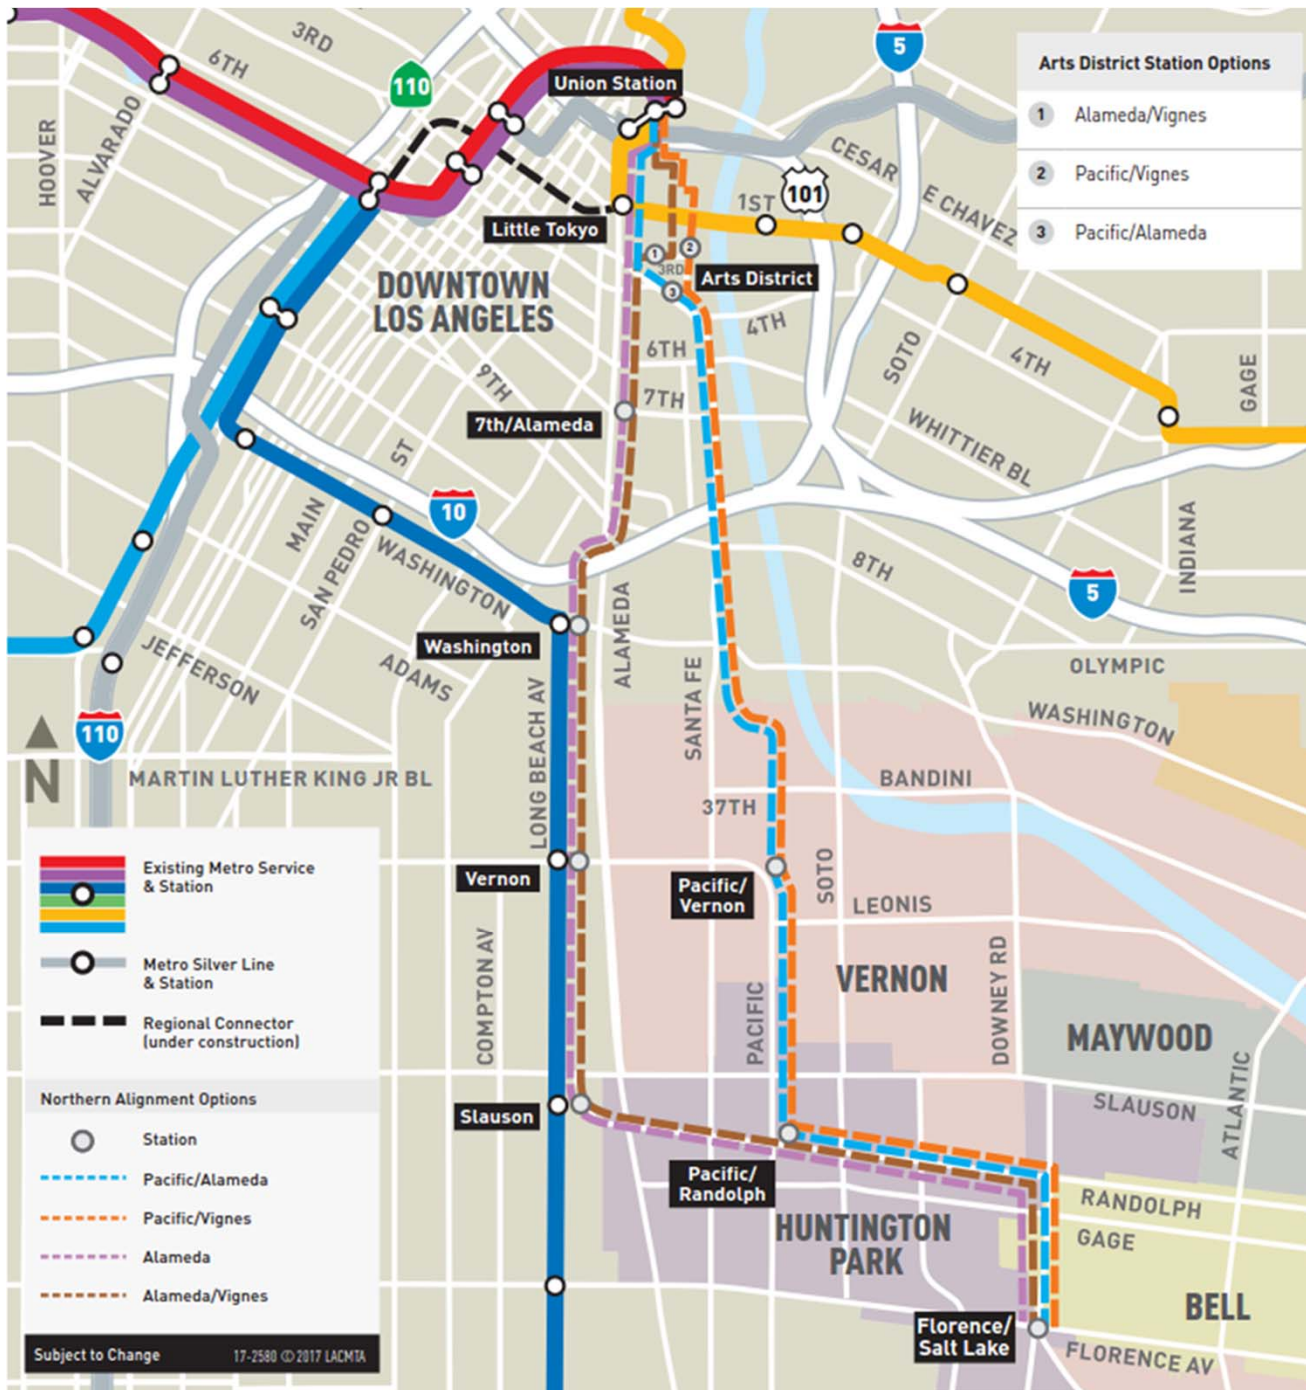 3RD
6TH
110
5
Union Station
Arts District Station Options
1 Alameda/Vignes
2 Pacific/Vignes
3 Pacific/Alameda
HOOVER
ALVARADO
CESAR
E CHAVEZ
101
1ST
Little Tokyo
1
2
3RD
3
Arts District
DOWNTOWN
LOS ANGELES
4TH
6TH
9TH
7TH
7th/Alameda
SOTO
4TH
GAGE
WHITTIER BL
ST
MAIN
10
SAN PEDRO
WASHINGTON
8TH
5
INDIANA
ALAMEDA
Washington
JEFFERSON
ADAMS
OLYMPIC
SANTA FE
WASHINGTON
110
N
MARTIN LUTHER KING JR BL
LONG BEACH AV
BANDINI
37TH
Existing Metro Service
& Station
Vernon
Pacific/
Vernon
SOTO
LEONIS
Metro Silver Line
& Station
COMPTON AV
VERNON
DOWNEY RD
Regional Connector
(under construction)
PACIFIC
MAYWOOD
Northern Alignment Options
Station
Pacific/Alameda
Pacific/Vignes
Alameda
Alameda/Vignes
Slauson
SLAUSON
ATLANTIC
Pacific/
Randolph
RANDOLPH
HUNTINGTON
PARK
GAGE
BELL
Florence/
Salt Lake
FLORENCE AV
Subject to Change 17-2580 © 2017 LACMTA